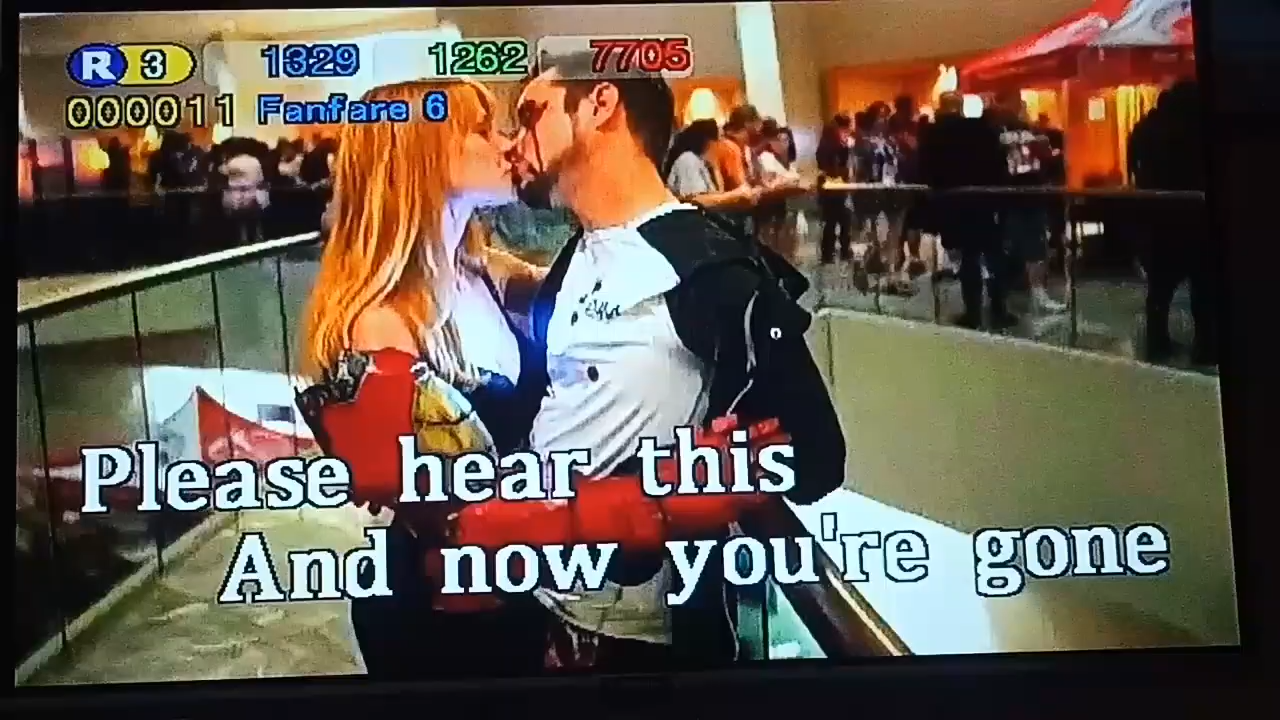 R 3 1329 1262 7705
000011 Fanfare 6
Please hear this
And now you're gone